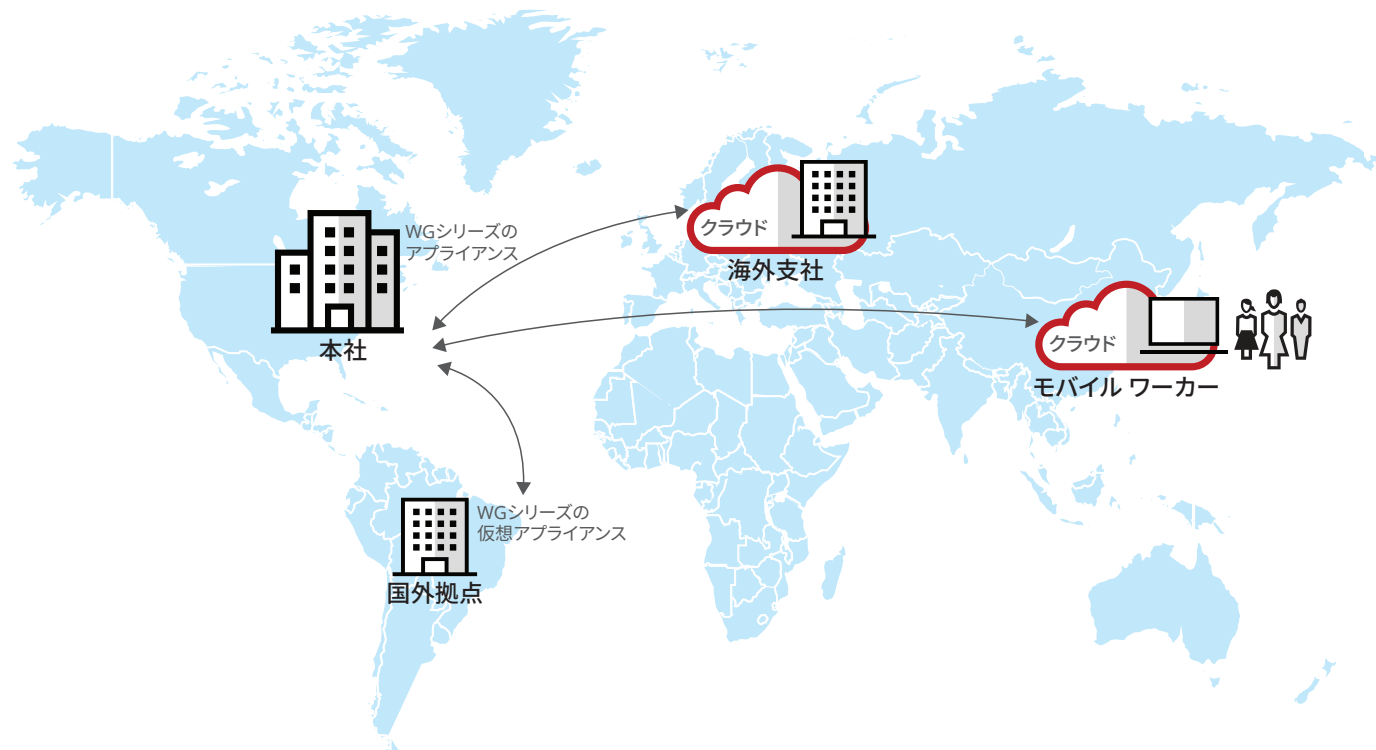 WGシリーズの
アプライアンス
本社
クラウド
海外支社
クラウド
モバイル ワーカー
WGシリーズの
仮想アプライアンス
国外拠点